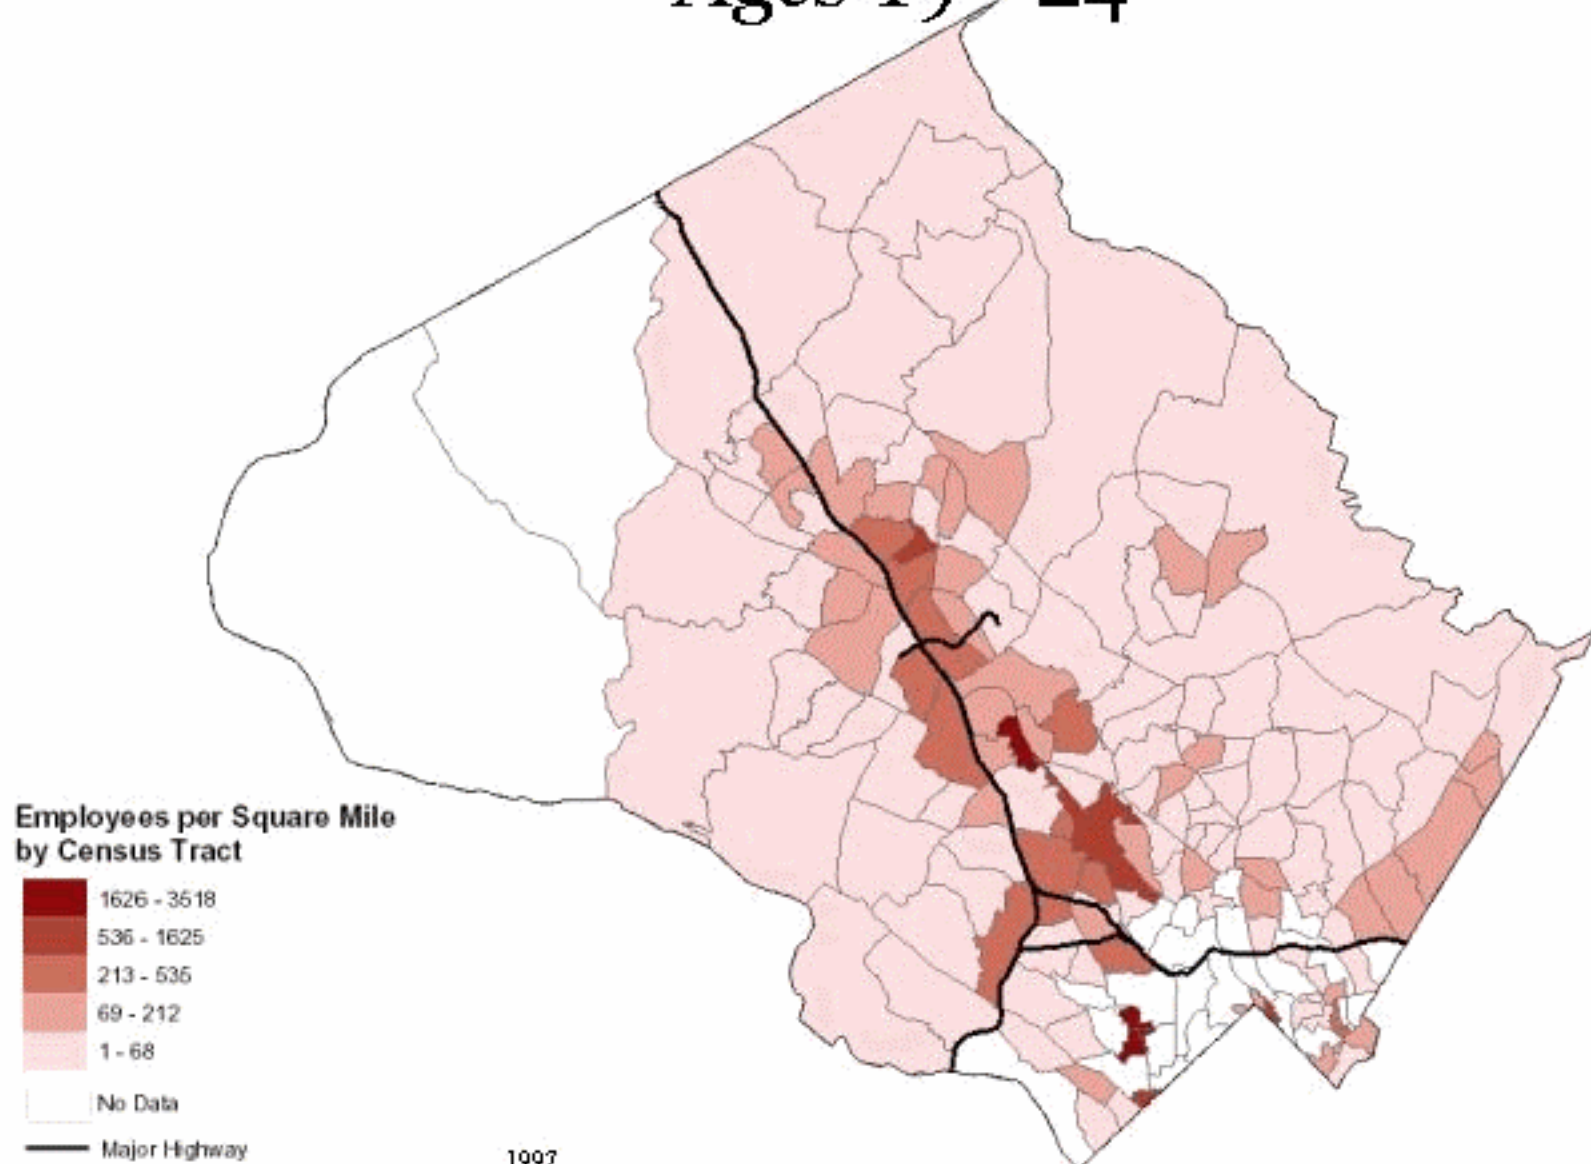 Employees per Square Mile
by Census Tract
1626 - 3518
536 - 1625
213 - 535
69 - 212
1 - 68
No Data
Major Highway
1997